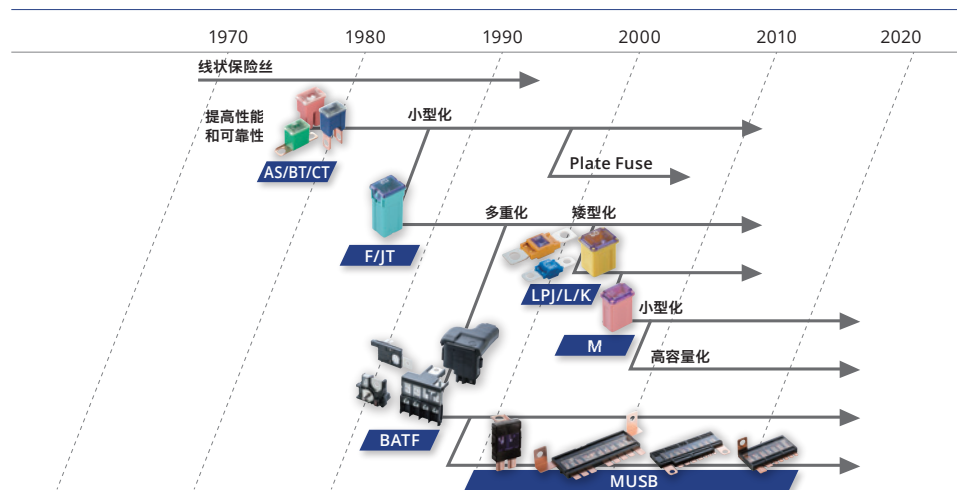 1970 1980 1990 2000 2010 2020
线状保险丝
提高性能
和可靠性
小型化
AS/BT/CT
Plate Fuse
多重化 矮型化
F/JT
LPJ/L/K
小型化
M
高容量化
BATF
MUSB